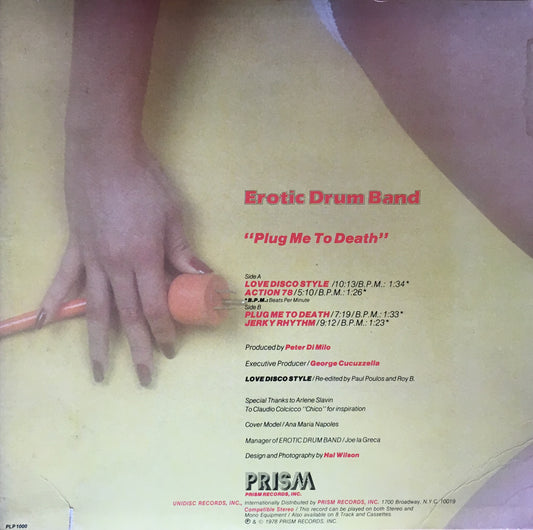 Erotic Drum Band
"Plug Me To Death"
Side A
LOVE DISCO STYLE /10:13/B.P.M.: 1:34*
ACTION 78/5:10/B.P.M.: 1:26*
*B.P.M.: Beats Per Minute
Side B
PLUG ME TO DEATH/7:19/B.P.M.: 1:33*
JERKY RHYTHM/9:12/B.P.M.: 1:23*
Produced by Peter Di Milo
Executive Producer / George Cucuzzella
LOVE DISCO STYLE / Re-edited by Paul Poulos and Roy B.
Special Thanks to Arlene Slavin
To Claudio Colcicco "Chico" for inspiration
Cover Model / Ana Maria Napoles
Manager of EROTIC DRUM BAND / Joe la Greca
Design and Photography by Hal Wilson
PRISM
PRISM RECORDS, INC.
UNIDISC RECORDS, INC., Internationally Distributed by PRISM RECORDS, INC. 1700 Broadway, N.Y.C. 10019
Compatible Stereo / This record can be played on both Stereo and
Mono Equipment / Also available on 8 Track and Cassettes.
℗ & © 1978 PRISM RECORDS, INC.
PLP 1000